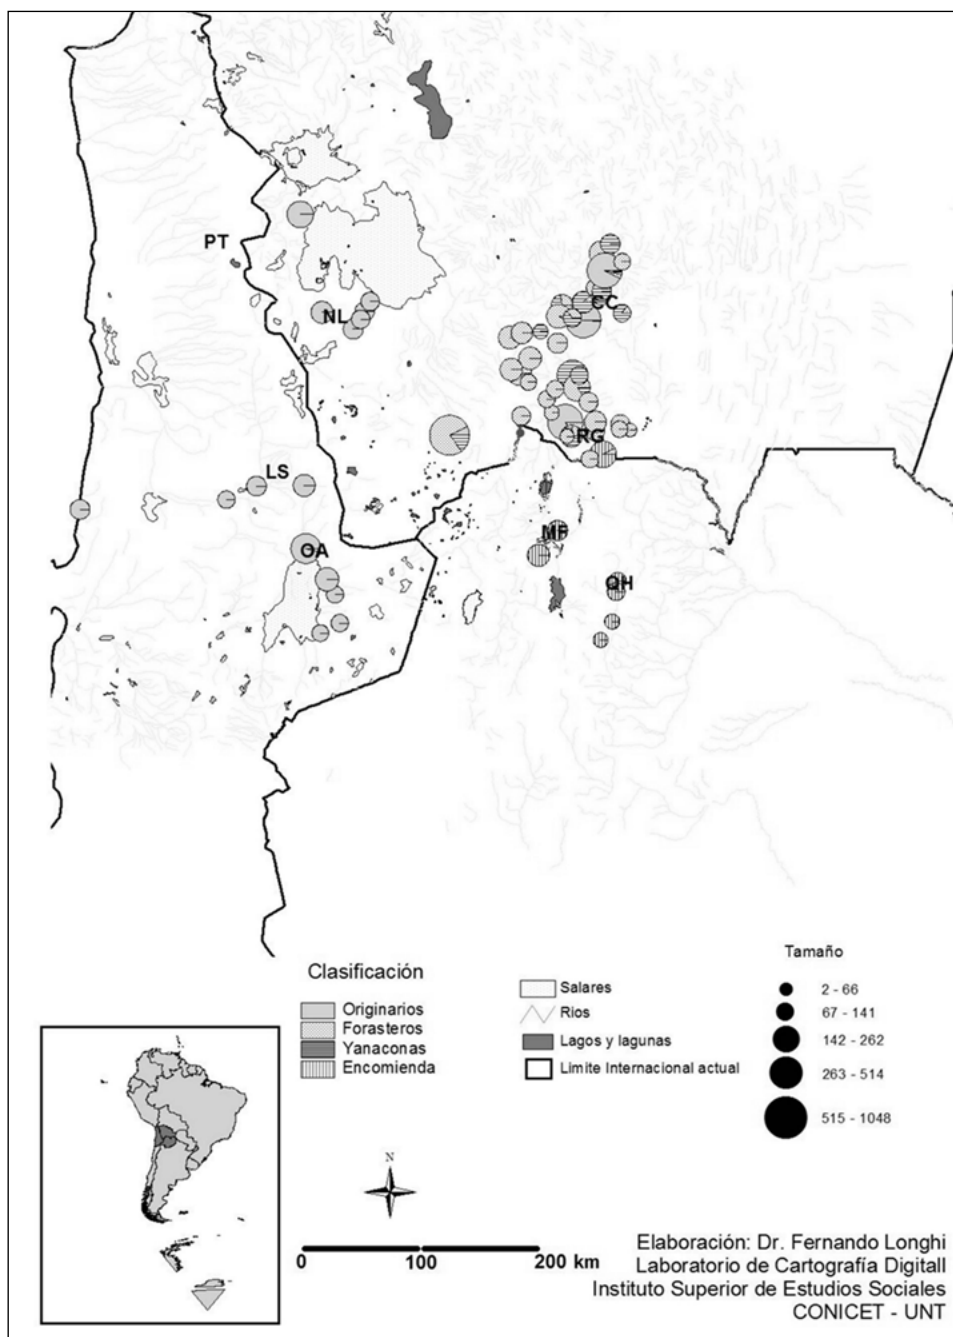 PT
NL
CC
RG
LS
OA
MF
QH
Clasificación
Originarios
Forasteros
Yanaconas
Encomienda
Salares
Rios
Lagos y lagunas
Limite Internacional actual
Tamaño
2 - 66
67 - 141
142 - 262
263 - 514
515 - 1048
N
0 100 200 km
Elaboración: Dr. Fernando Longhi
Laboratorio de Cartografía Digitall
Instituto Superior de Estudios Sociales
CONICET - UNT